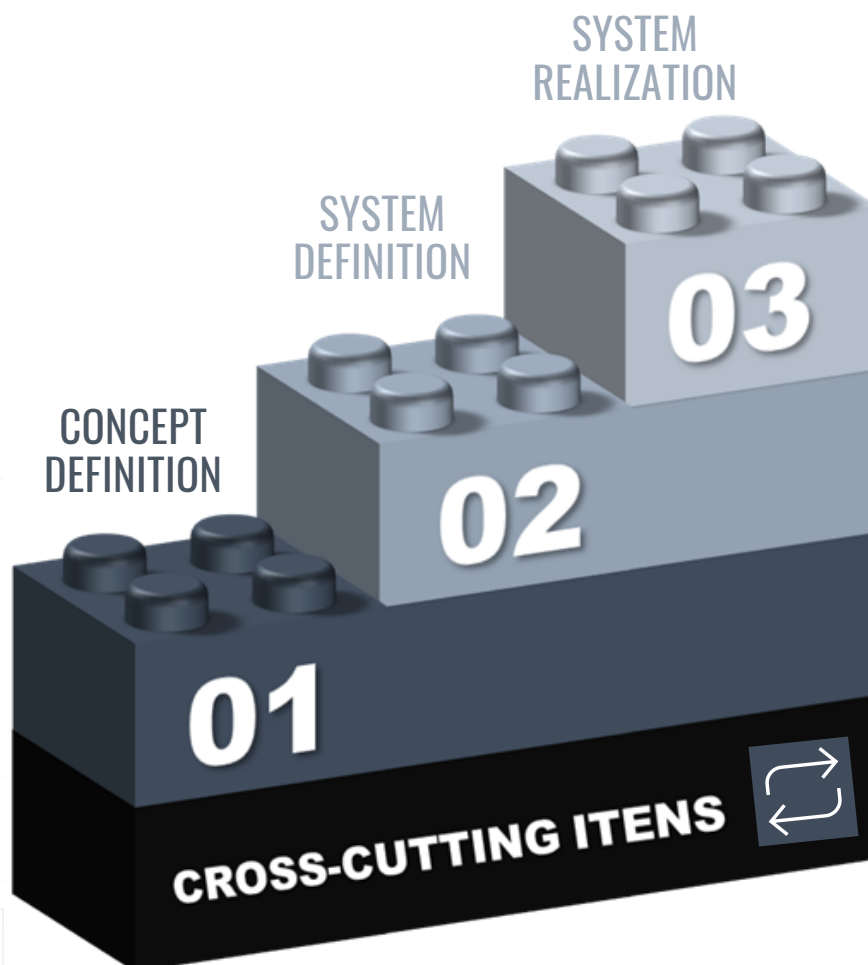 SYSTEM
REALIZATION
03
SYSTEM
DEFINITION
02
CONCEPT
DEFINITION
01
CROSS-CUTTING ITENS